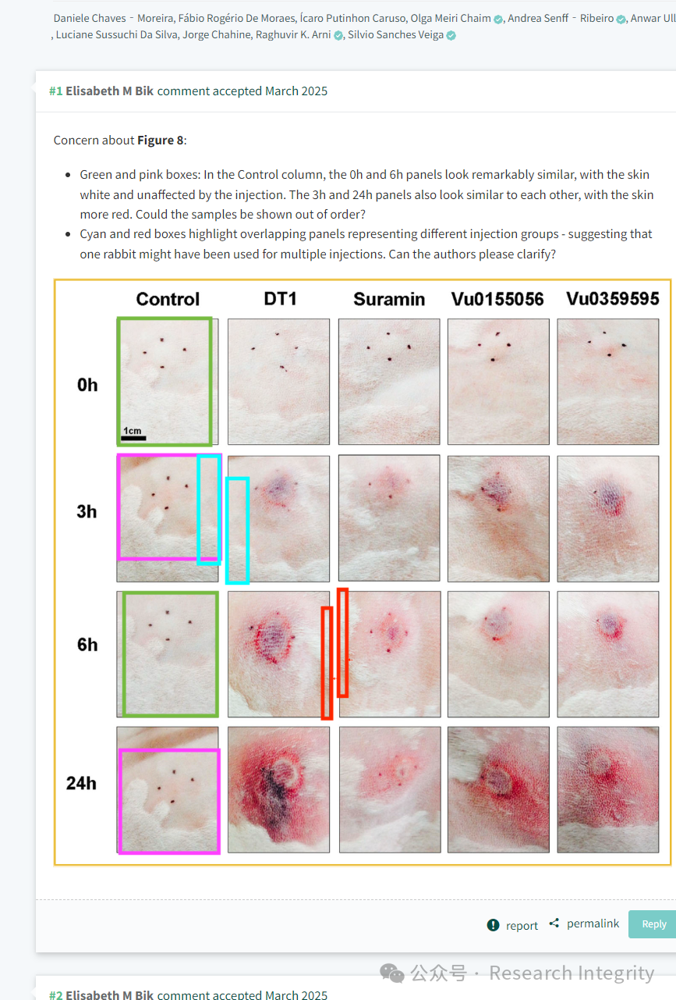 Daniele Chaves - Moreira, Fábio Rogério De Moraes, Ícaro Putinhon Caruso, Olga Meiri Chaim, Andrea Senff - Ribeiro, Anwar Ull
, Luciane Sussuchi Da Silva, Jorge Chahine, Raghuvir K. Arni, Silvio Sanches Veiga
#1 Elisabeth M Bik comment accepted March 2025
Concern about Figure 8:
• Green and pink boxes: In the Control column, the 0h and 6h panels look remarkably similar, with the skin
white and unaffected by the injection. The 3h and 24h panels also look similar to each other, with the skin
more red. Could the samples be shown out of order?
• Cyan and red boxes highlight overlapping panels representing different injection groups - suggesting that
one rabbit might have been used for multiple injections. Can the authors please clarify?
Control DT1 Suramin Vu0155056 Vu0359595
0h
1cm
3h
6h
24h
report permalink Reply
公众号 · Research Integrity
#2 Elisabeth M Bik comment accepted March 2025